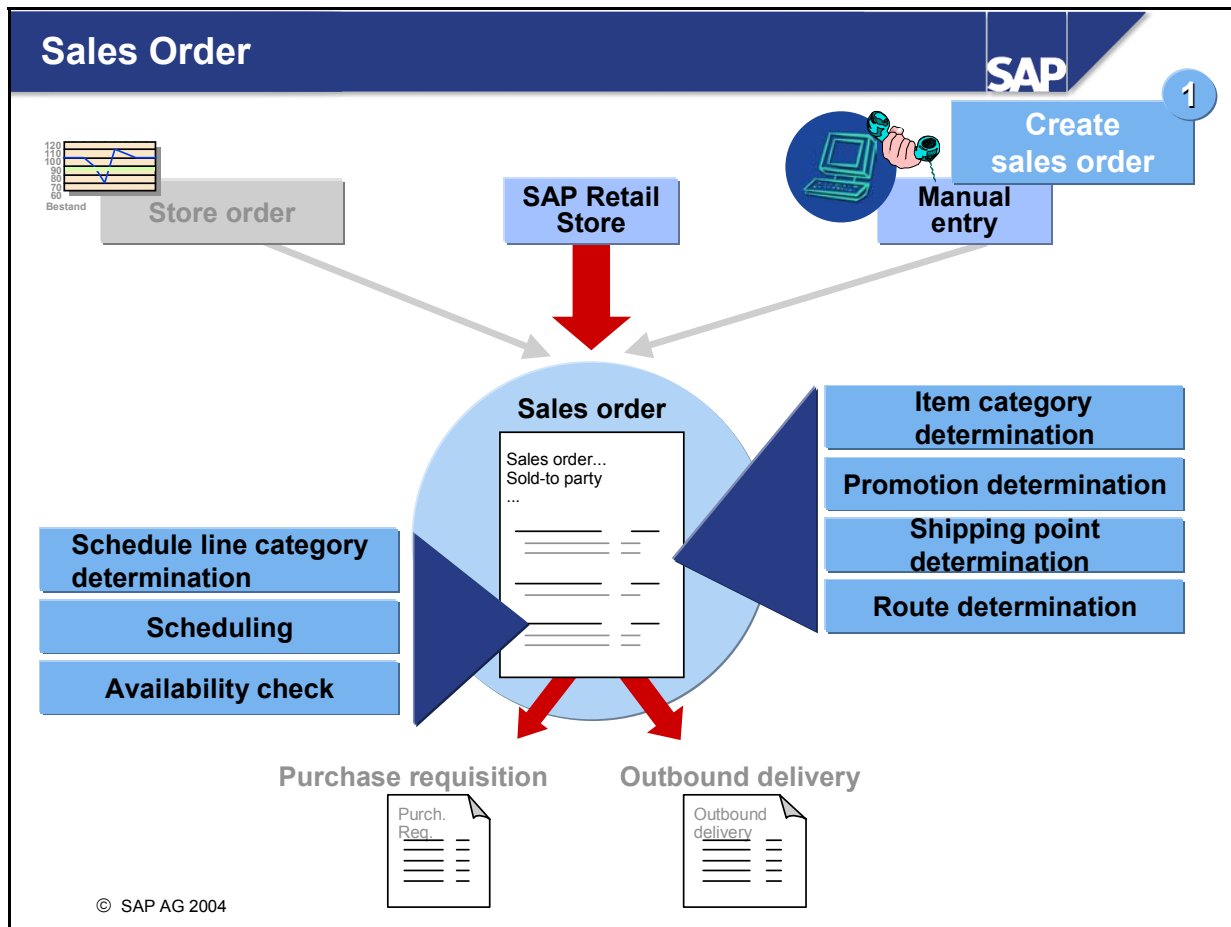 Sales Order
SAP
1
Create
sales order
120
110
100
90
80
70
60
Bestand
Store order
SAP Retail
Store
Manual
entry
Sales order
Sales order...
Sold-to party
...
Item category
determination
Promotion determination
Shipping point
determination
Route determination
Schedule line category
determination
Scheduling
Availability check
Purchase requisition
Outbound delivery
Purch.
Req.
Outbound
delivery
© SAP AG 2004